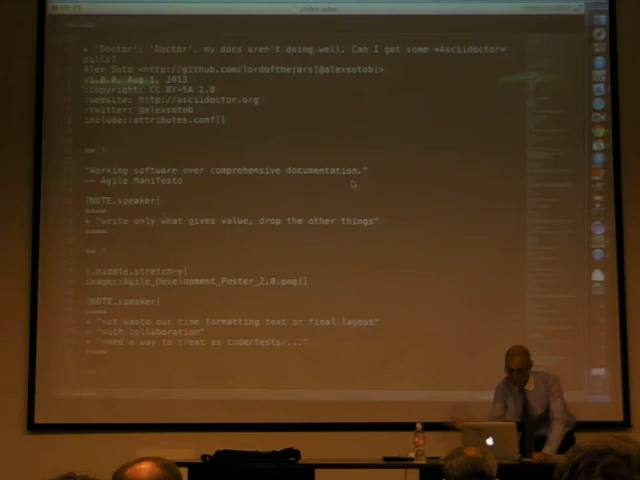 = 'Doctor', 'Doctor', my docs aren't doing well. Can I get some *Asciidoctor*
pills?
Alex Soto <http://github.com/lordofthejars[@alexsotob]>
v1.0.0, Aug 1, 2013
:copyright: CC BY-SA 2.0
:website: http://asciidoctor.org
:twitter: @alexsotob
include::attributes.conf[]
== !
"Working software over comprehensive documentation."
-- Agile Manifesto
[NOTE.speaker]
====
* "write only what gives value, drop the other things"
====
== !
[.middle.stretch-y]
image::Agile_Development_Poster_2.0.png[]
[NOTE.speaker]
====
* "not waste our time formatting text or final layout"
* "with collaboration"
* "need a way to treat as code/tests/..."
====